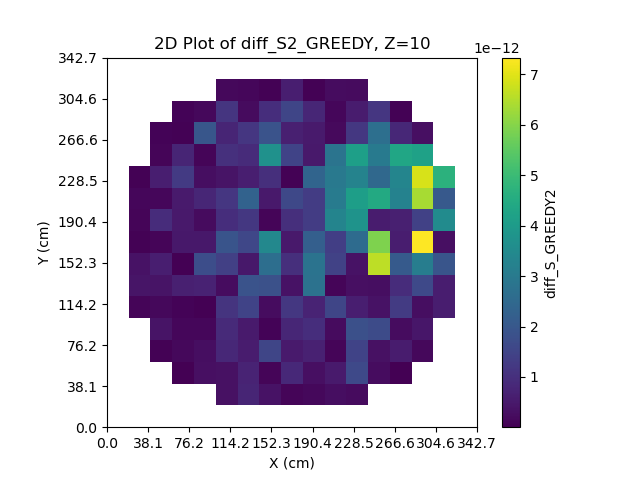 2D Plot of diff_S2_GREEDY, Z=10
1e−12
342.7
304.6
266.6
228.5
190.4
152.3
114.2
76.2
38.1
0.0
Y (cm)
0.0 38.1 76.2 114.2 152.3 190.4 228.5 266.6 304.6 342.7
X (cm)
7
6
5
4
3
2
1
diff_S_GREEDY2